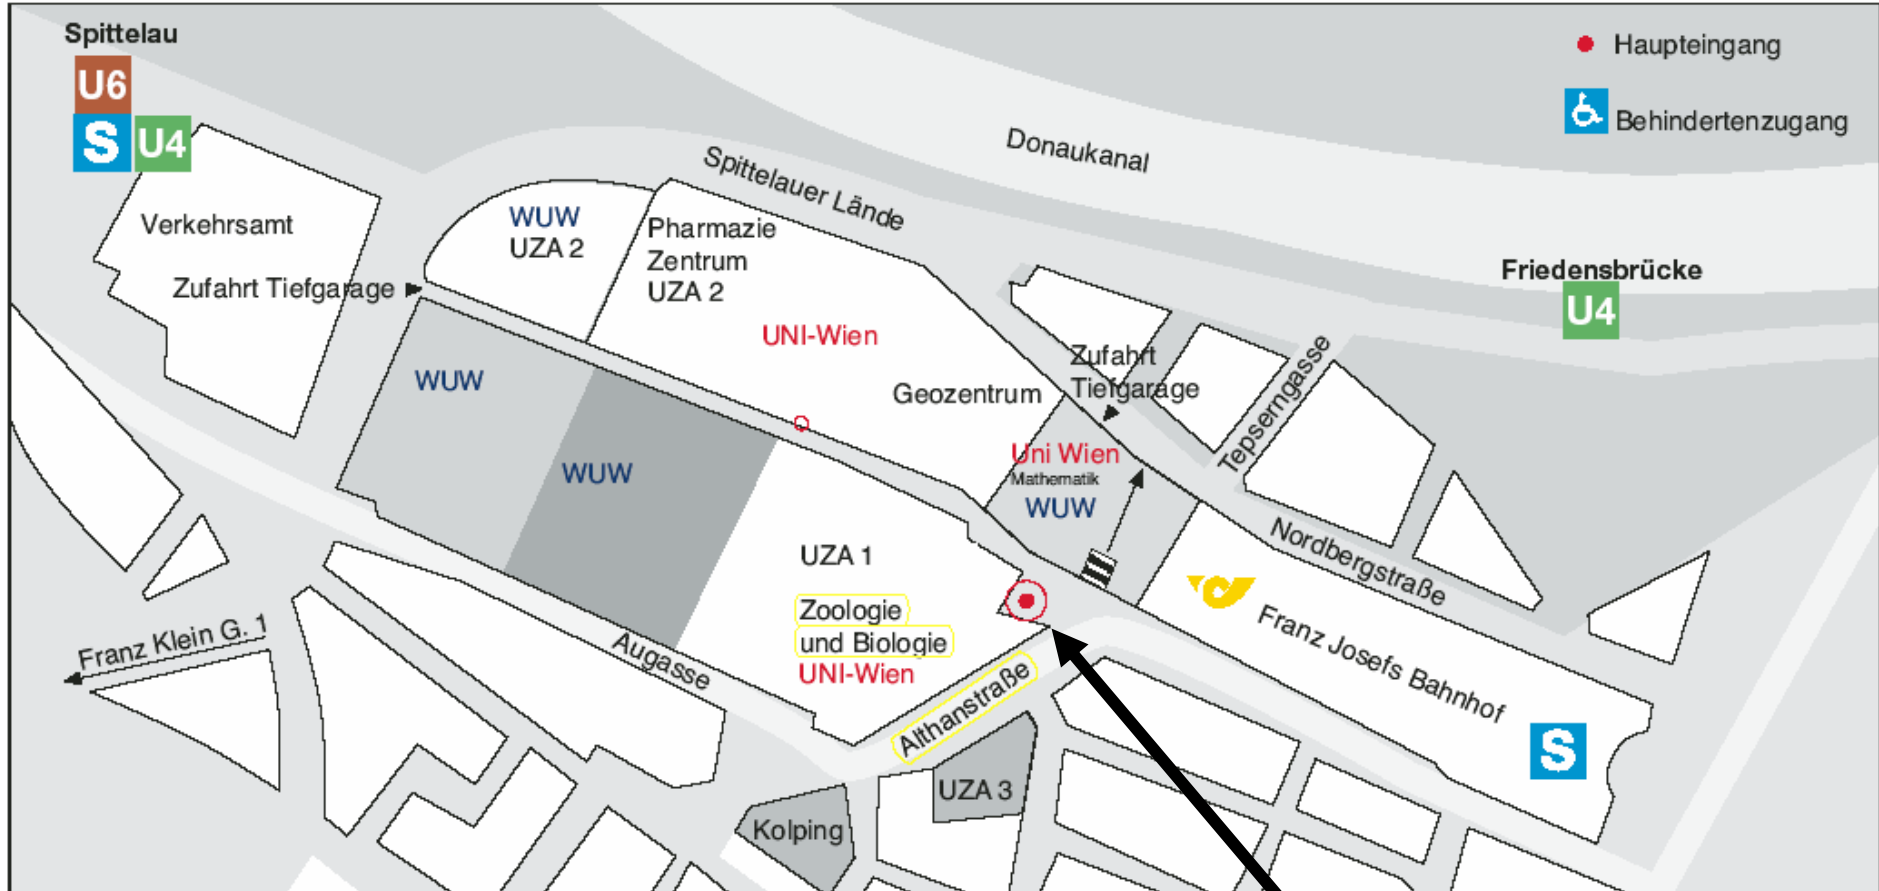 Spittelau
U6
S U4
Haupteingang
Behindertenzugang
Donaukanal
Spittelauer Lände
Verkehrsamt
WUW
UZA 2
Pharmazie
Zentrum
UZA 2
Zufahrt Tiefgarage
Friedensbrücke
U4
UNI-Wien
Zufahrt
Tiefgarage
Geozentrum
Tepserngasse
WUW
WUW
Uni Wien
Mathematik
WUW
UZA 1
Zoologie
und Biologie
UNI-Wien
Nordbergstraße
Franz Josefs Bahnhof
S
Franz Klein G. 1
Augasse
Althanstraße
UZA 3
Kolping